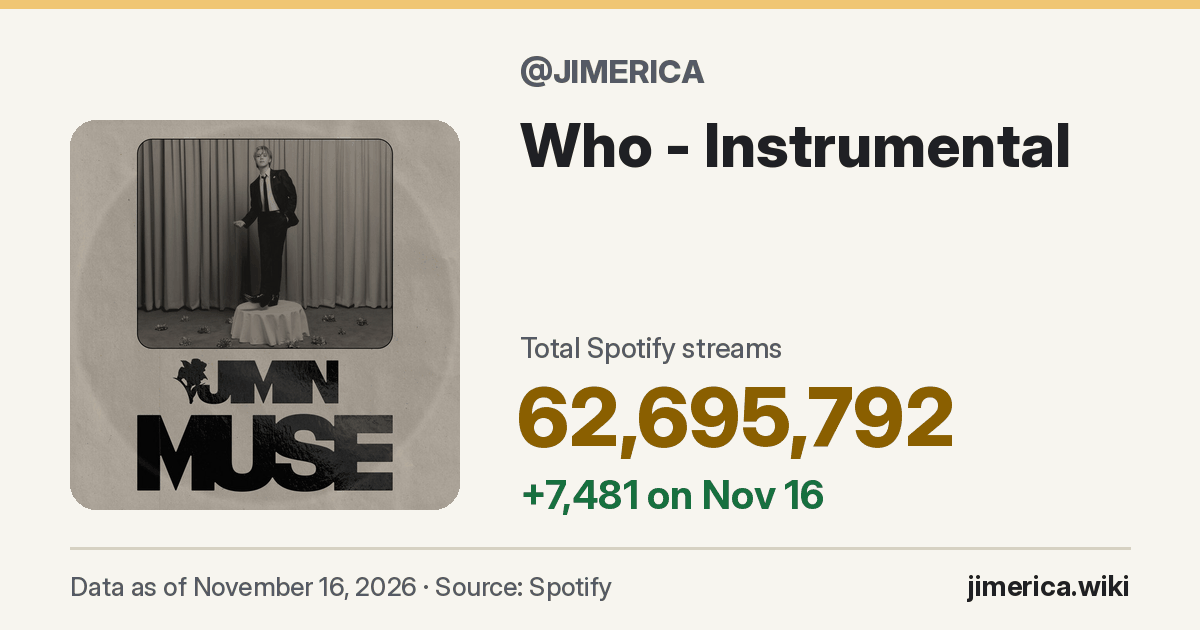 @JIMERICA
Who - Instrumental
JMN
MUSE
Total Spotify streams
62,695,792
+7,481 on Nov 16
Data as of November 16, 2026 · Source: Spotify
jimerica.wiki